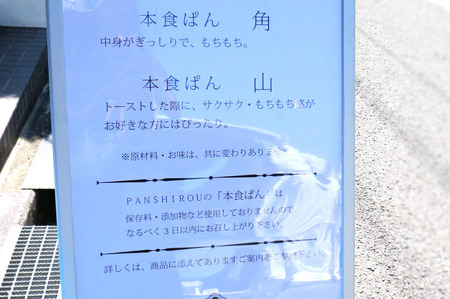 本食ぱん 角
中身がぎっしりで、もちもち。
本食ぱん 山
トーストした際に、サクサク・もちもち感が
お好きな方にはぴったり。
※原材料・お味は、共に変わりありません
PANSHIROUの「本食ぱん」は
保存料・添加物など使用しておりませんので、
なるべく3日以内にお召し上がり下さい。
詳しくは、商品に添えてありますご案内をご参照下さい。